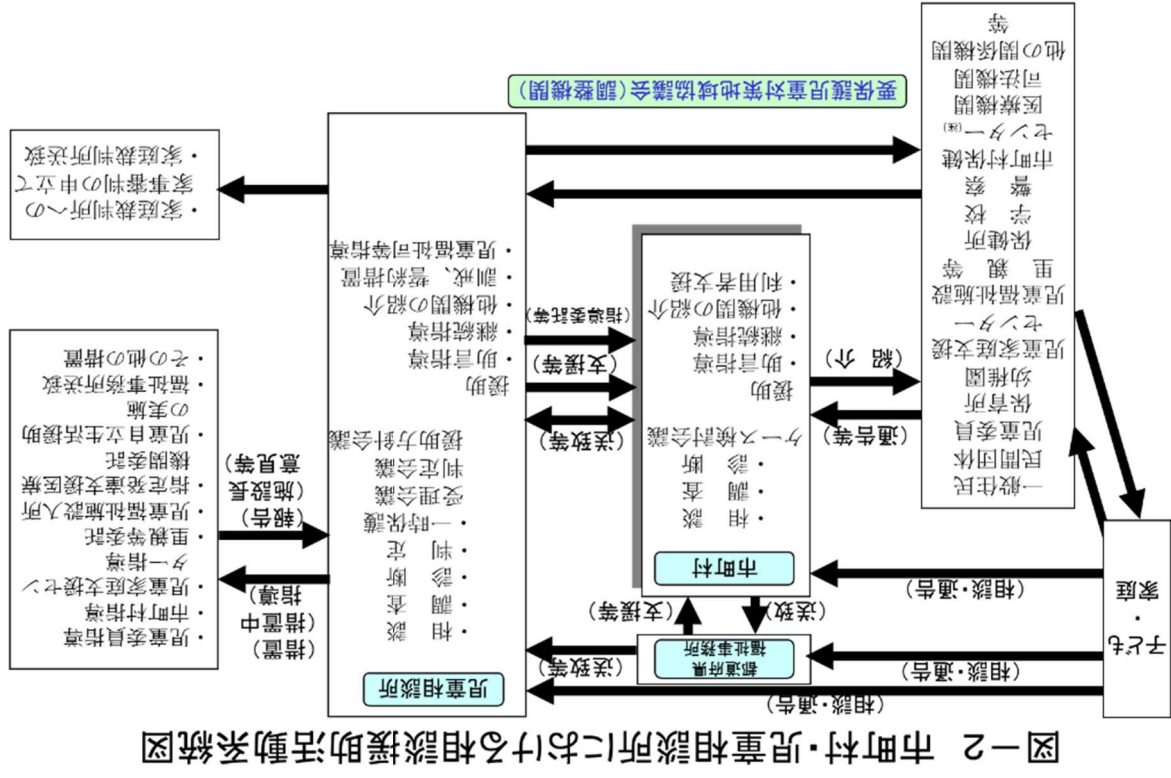 図－2 市町村・児童相談所における相談援助活動系統図
子ども
・
家庭
(相談・通告)
(相談・通告)
(相談・通告)
一般住民
民間団体
児童委員
保育所
幼稚園
児童家庭支援
センター
児童福祉施設
里 親 等
保健所
学 校
警 察
市町村保健
センター(注)
医療機関
司法機関
他の関係機関
等
(通告等)
(紹 介)
都道府県
福祉事務所
(送致)
(支援等)
(送致等)
市町村
・相 談
・調 査
・診 断
ケース検討会議
援助
・助言指導
・継続指導
・他機関の紹介
・利用者支援
(送致等)
(支援等)
(指導委託等)
要保護児童対策地域協議会(調整機関)
児童相談所
・相 談
・調 査
・診 断
・判 定
・一時保護
受理会議
判定会議
援助方針会議
援助
・助言指導
・継続指導
・他機関の紹介
・訓戒、誓約措置
・児童福祉司等指導
(措置)
(措置中
指導)
(報告)
(施設長
意見等)
・児童委員指導
・市町村指導
・児童家庭支援セン
ター指導
・里親等委託
・児童福祉施設入所
・指定発達支援医療
機関委託
・児童自立生活援助
の実施
・福祉事務所送致
・その他の措置
・家庭裁判所への
家事審判の申立て
・家庭裁判所送致